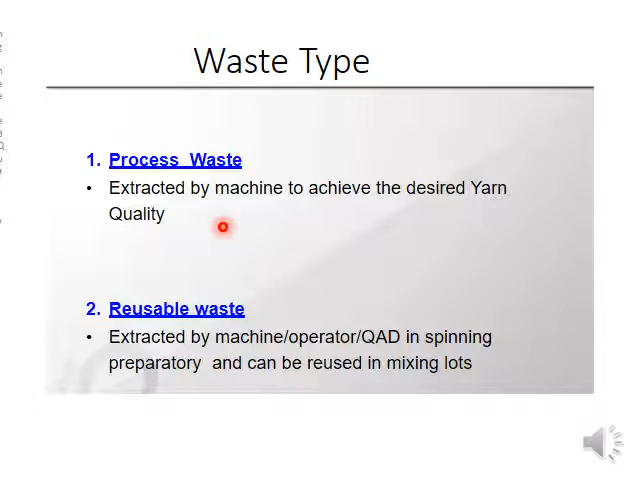 Waste Type
1. Process Waste
• Extracted by machine to achieve the desired Yarn
Quality
2. Reusable waste
• Extracted by machine/operator/QAD in spinning
preparatory and can be reused in mixing lots